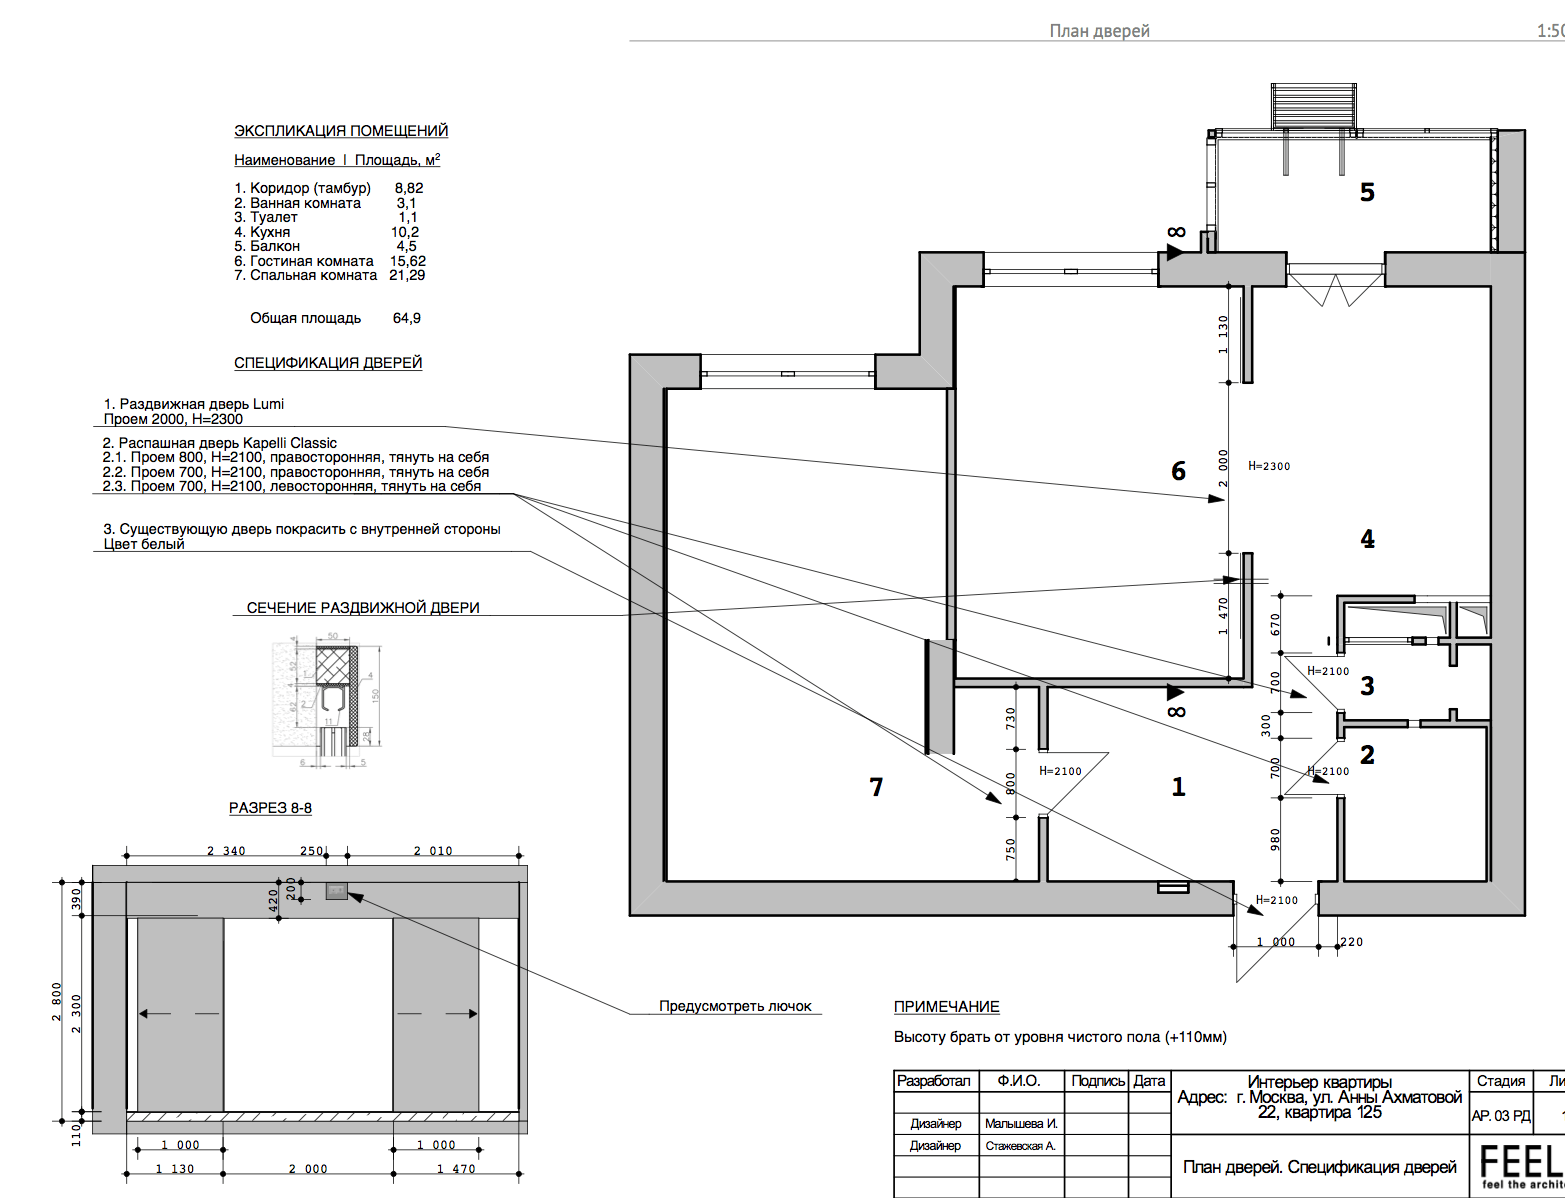 План дверей 1:50
ЭКСПЛИКАЦИЯ ПОМЕЩЕНИЙ
Наименование | Площадь, м²
1. Коридор (тамбур) 8,82
2. Ванная комната 3,1
3. Туалет 1,1
4. Кухня 10,2
5. Балкон 4,5
6. Гостиная комната 15,62
7. Спальная комната 21,29
Общая площадь 64,9
СПЕЦИФИКАЦИЯ ДВЕРЕЙ
1. Раздвижная дверь Lumi
Проем 2000, H=2300
2. Распашная дверь Kapelli Classic
2.1. Проем 800, H=2100, правосторонняя, тянуть на себя
2.2. Проем 700, H=2100, правосторонняя, тянуть на себя
2.3. Проем 700, H=2100, левосторонняя, тянуть на себя
3. Существующую дверь покрасить с внутренней стороны
Цвет белый
СЕЧЕНИЕ РАЗДВИЖНОЙ ДВЕРИ
4
50
52
1
4
4
2
62
150
11
28
6
5
РАЗРЕЗ 8-8
2 340
250
2 010
390
420
200
2 800
2 300
110
1 000
1 000
1 130
2 000
1 470
Предусмотреть лючок
5
8
1 130
6
2 000
H=2300
4
1 470
670
H=2100
3
700
8
300
730
2
H=2100
700
H=2100
7
800
1
980
750
H=2100
1 000
220
ПРИМЕЧАНИЕ
Высоту брать от уровня чистого пола (+110мм)
Разработал Ф.И.О. Подпись Дата
Дизайнер Малышева И.
Дизайнер Стажевская А.
Интерьер квартиры
Адрес: г. Москва, ул. Анны Ахматовой
22, квартира 125
План дверей. Спецификация дверей
Стадия Ли
АР. 03 РД 1
FEEL
feel the archite